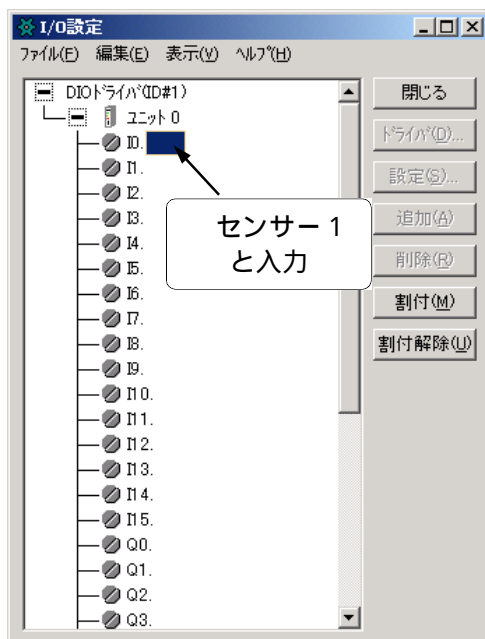 I/O設定
ファイル(F) 編集(E) 表示(V) ヘルプ(H)
DIOドライバ(ID#1)
ユニット 0
I0.
I1.
I2.
I3.
I4.
I5.
I6.
I7.
I8.
I9.
I10.
I11.
I12.
I13.
I14.
I15.
Q0.
Q1.
Q2.
Q3.
センサー 1
と入力
閉じる
ドライバ(D)...
設定(S)...
追加(A)
削除(R)
割付(M)
割付解除(U)